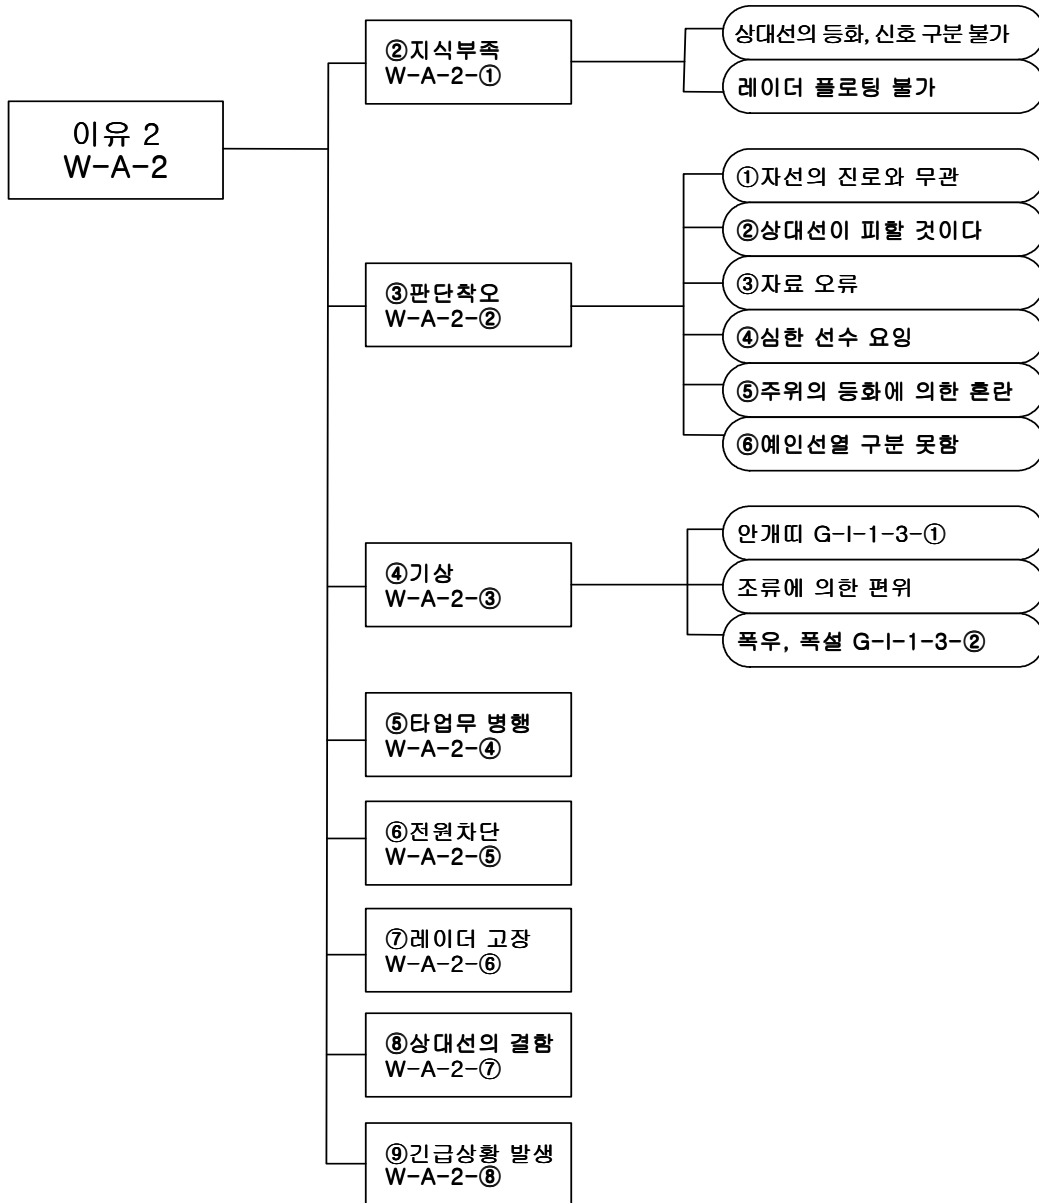 이유 2
W-A-2
②지식부족
W-A-2-①
상대선의 등화, 신호 구분 불가
레이더 플로팅 불가
③판단착오
W-A-2-②
①자선의 진로와 무관
②상대선이 피할 것이다
③자료 오류
④심한 선수 요잉
⑤주위의 등화에 의한 혼란
⑥예인선열 구분 못함
④기상
W-A-2-③
안개띠 G-I-1-3-①
조류에 의한 편위
폭우, 폭설 G-I-1-3-②
⑤타업무 병행
W-A-2-④
⑥전원차단
W-A-2-⑤
⑦레이더 고장
W-A-2-⑥
⑧상대선의 결함
W-A-2-⑦
⑨긴급상황 발생
W-A-2-⑧